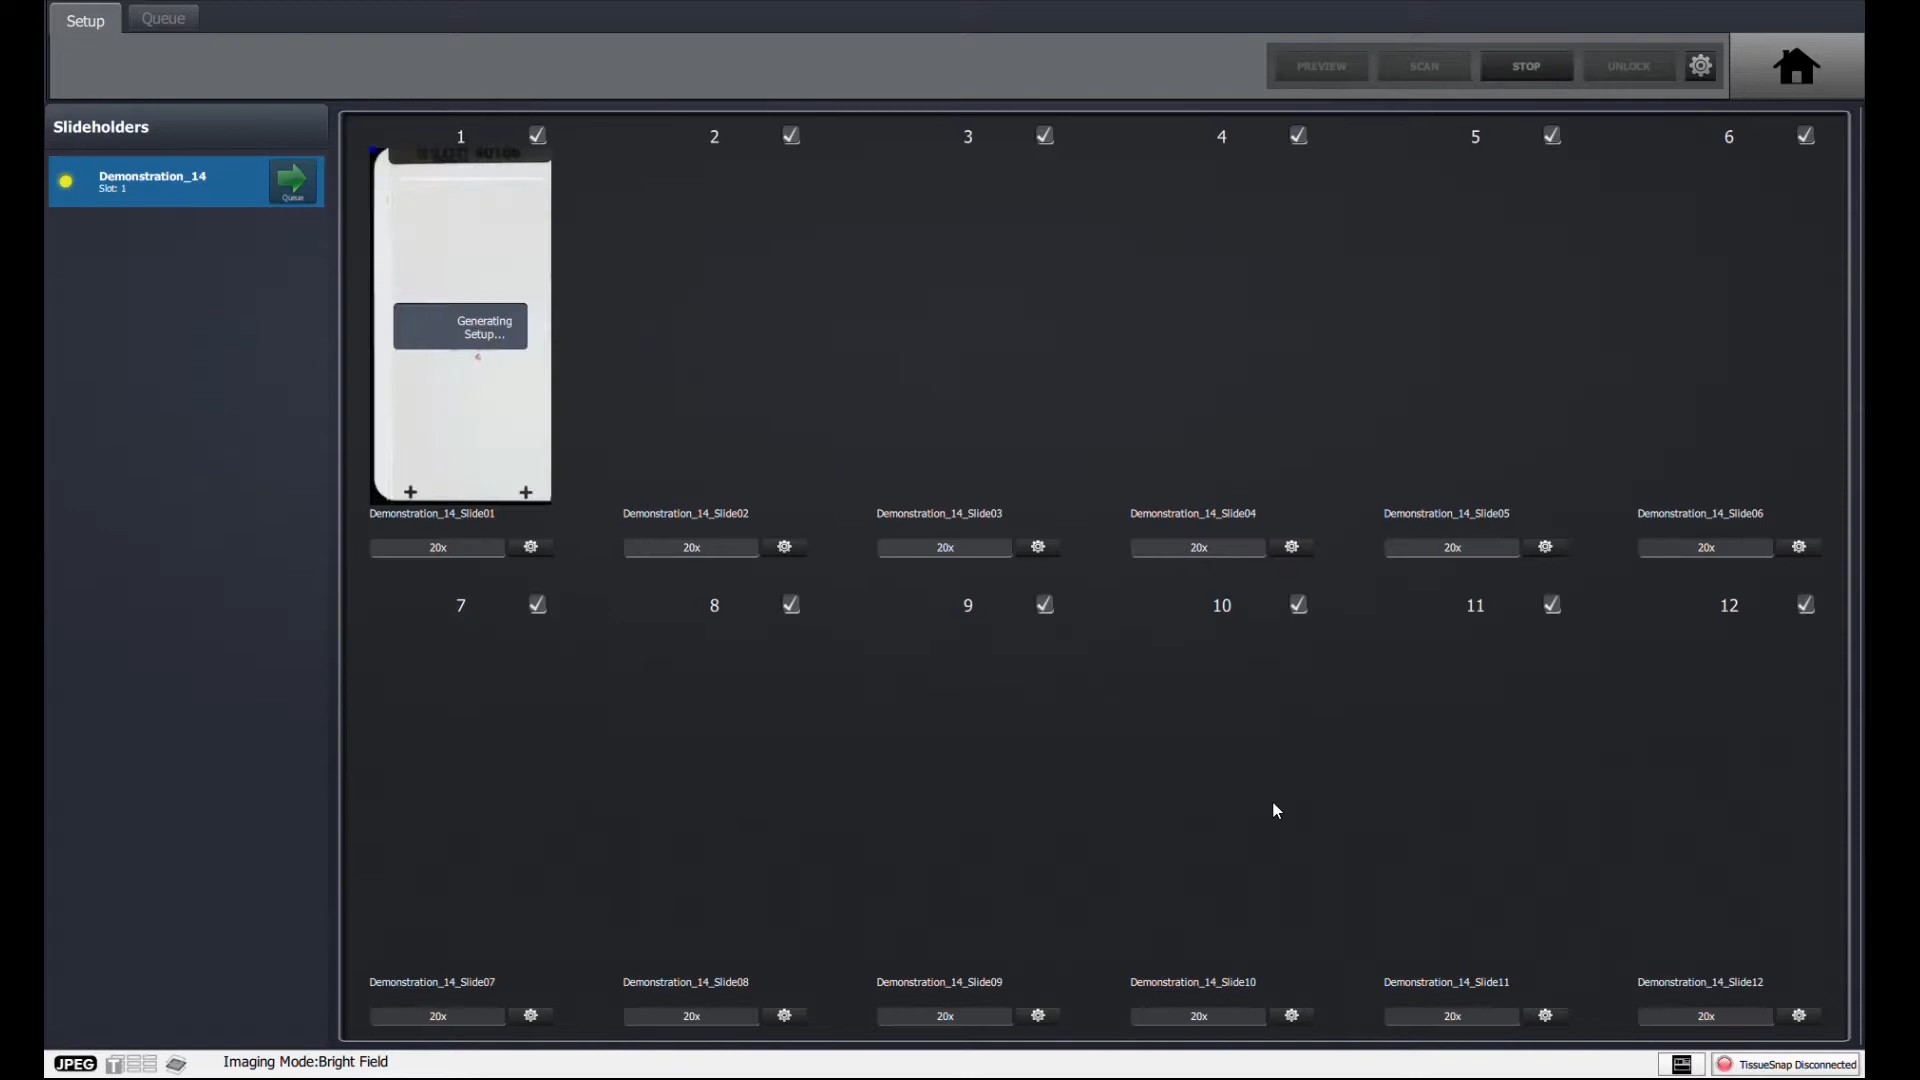 Setup
Queue
PREVIEW
SCAN
STOP
UNLOCK
Slideholders
Demonstration_14
Slot: 1
Queue
1
2
3
4
5
6
Generating
Setup...
Demonstration_14_Slide01
Demonstration_14_Slide02
Demonstration_14_Slide03
Demonstration_14_Slide04
Demonstration_14_Slide05
Demonstration_14_Slide06
20x
20x
20x
20x
20x
20x
7
8
9
10
11
12
Demonstration_14_Slide07
Demonstration_14_Slide08
Demonstration_14_Slide09
Demonstration_14_Slide10
Demonstration_14_Slide11
Demonstration_14_Slide12
20x
20x
20x
20x
20x
20x
JPEG
T
Imaging Mode:Bright Field
TissueSnap Disconnected